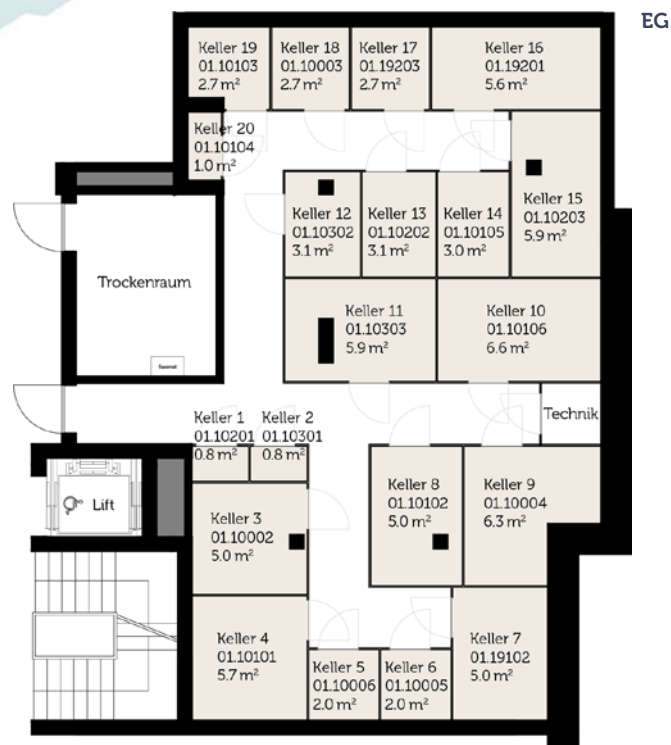 EG
Keller 19
01.10103
2.7 m²
Keller 18
01.10003
2.7 m²
Keller 17
01.19203
2.7 m²
Keller 16
01.19201
5.6 m²
Keller 20
01.10104
1.0 m²
Keller 15
01.10203
5.9 m²
Keller 12
01.10302
3.1 m²
Keller 13
01.10202
3.1 m²
Keller 14
01.10105
3.0 m²
Trockenraum
Keller 11
01.10303
5.9 m²
Keller 10
01.10106
6.6 m²
Keller 1
01.10201
0.8 m²
Keller 2
01.10301
0.8 m²
Technik
Lift
Keller 3
01.10002
5.0 m²
Keller 8
01.10102
5.0 m²
Keller 9
01.10004
6.3 m²
Keller 4
01.10101
5.7 m²
Keller 5
01.10006
2.0 m²
Keller 6
01.10005
2.0 m²
Keller 7
01.19102
5.0 m²